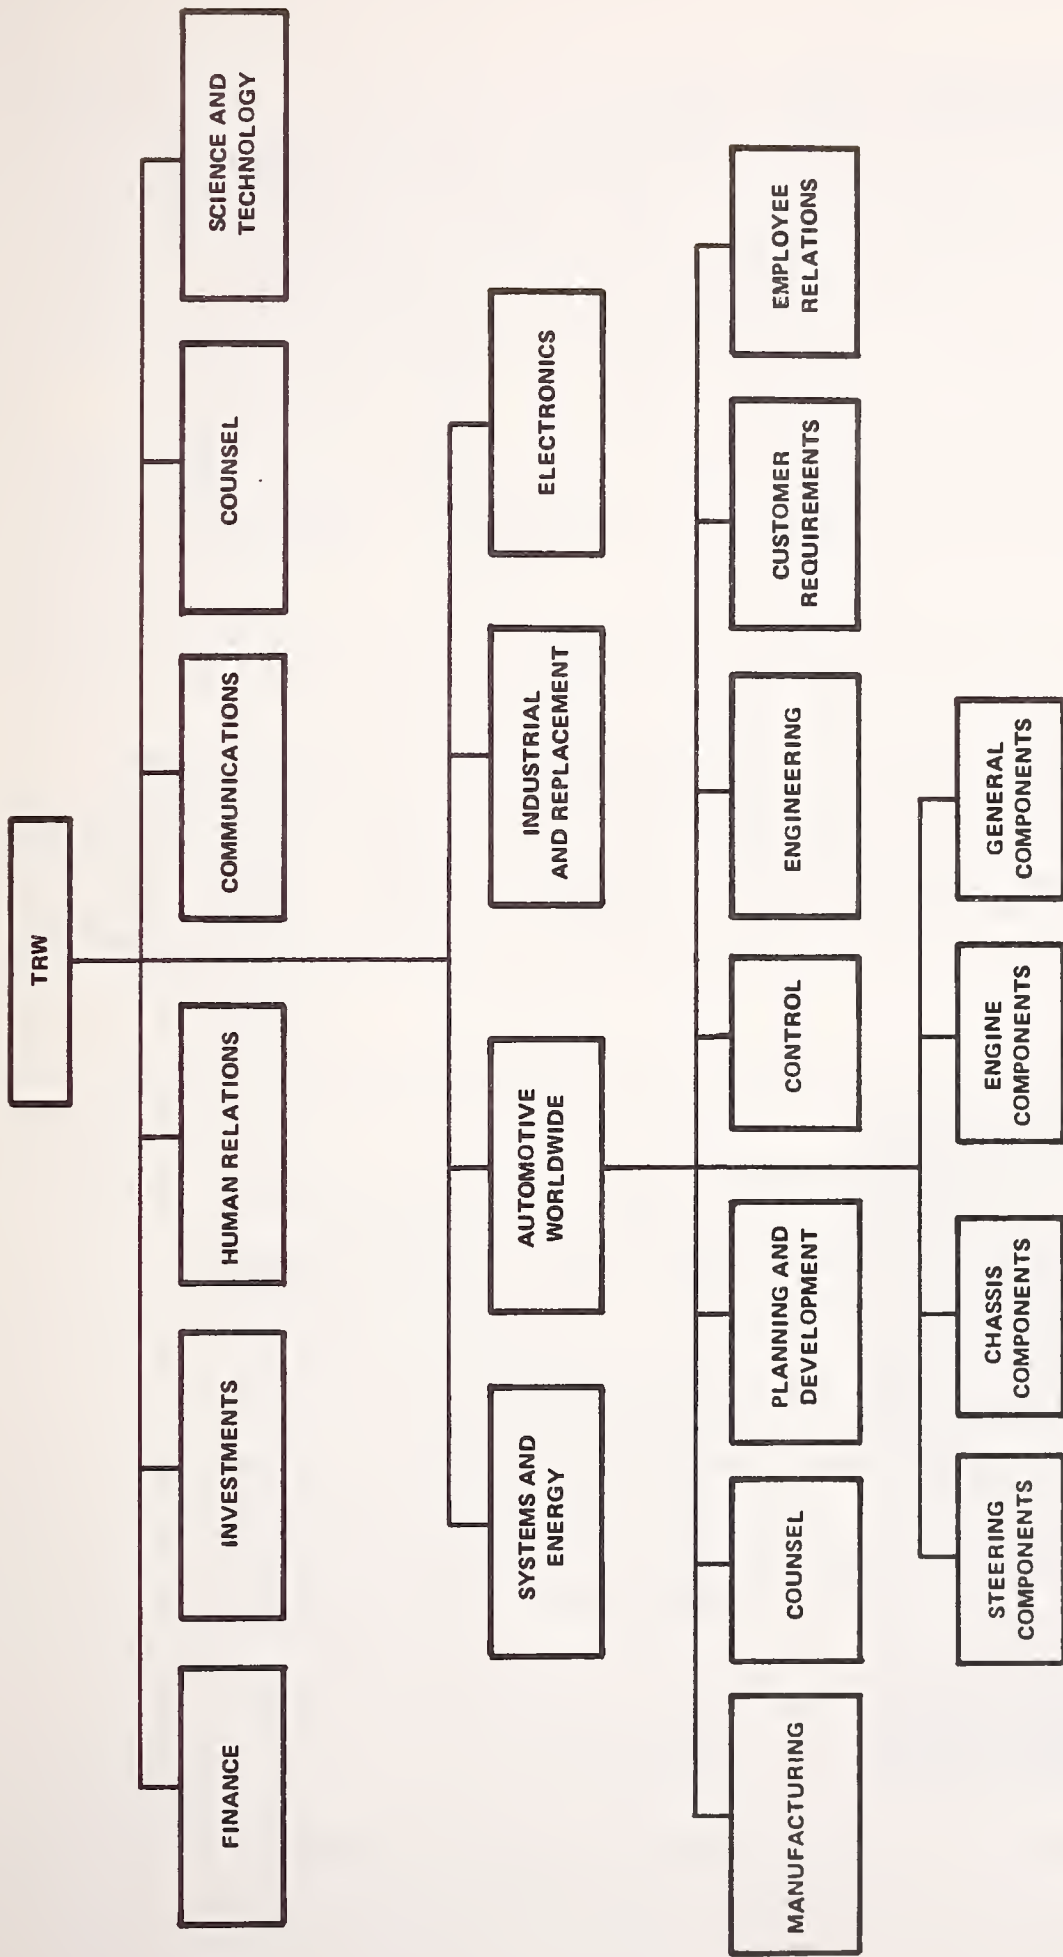 TRW
FINANCE
INVESTMENTS
HUMAN RELATIONS
COMMUNICATIONS
COUNSEL
SCIENCE AND
TECHNOLOGY
SYSTEMS AND
ENERGY
AUTOMOTIVE
WORLDWIDE
INDUSTRIAL
AND REPLACEMENT
ELECTRONICS
MANUFACTURING
COUNSEL
PLANNING AND
DEVELOPMENT
CONTROL
ENGINEERING
CUSTOMER
REQUIREMENTS
EMPLOYEE
RELATIONS
STEERING
COMPONENTS
CHASSIS
COMPONENTS
ENGINE
COMPONENTS
GENERAL
COMPONENTS